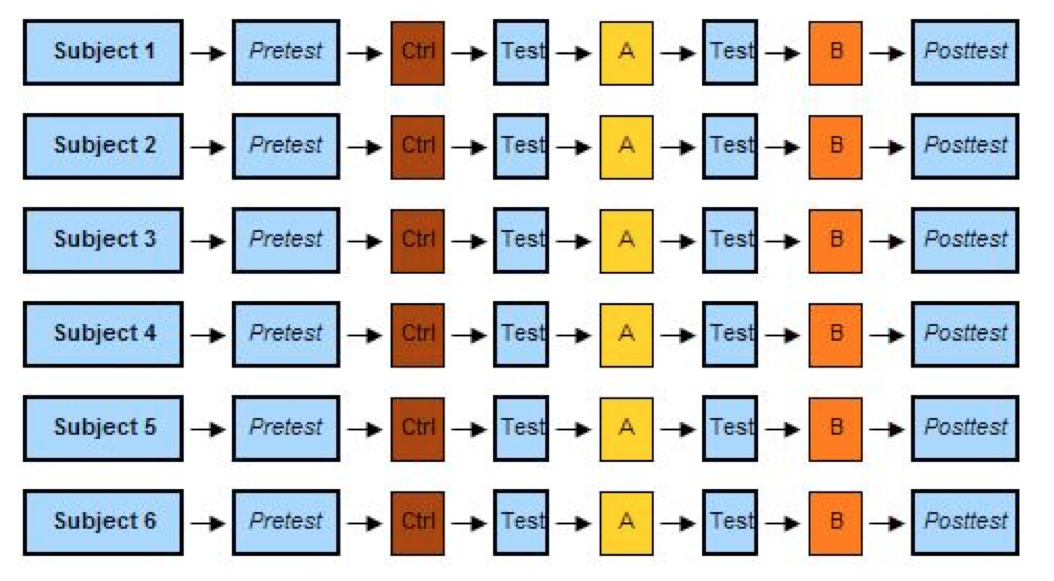 Subject 1 Pretest Ctrl Test A Test B Posttest
Subject 2 Pretest Ctrl Test A Test B Posttest
Subject 3 Pretest Ctrl Test A Test B Posttest
Subject 4 Pretest Ctrl Test A Test B Posttest
Subject 5 Pretest Ctrl Test A Test B Posttest
Subject 6 Pretest Ctrl Test A Test B Posttest